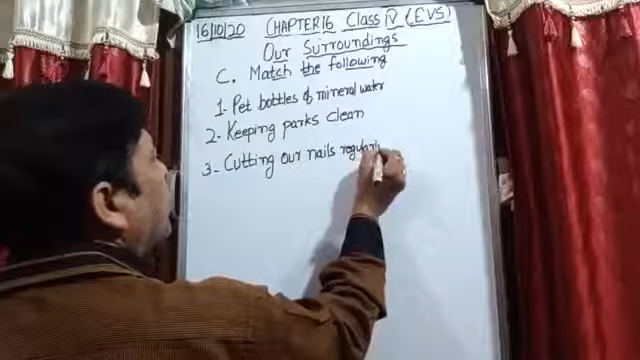 16/10/20 CHAPTER 16 Class IV (EVS)
Our Surroundings
C. Match the following
1- Pet bottles of mineral water
2- Keeping parks clean
3- Cutting our nails